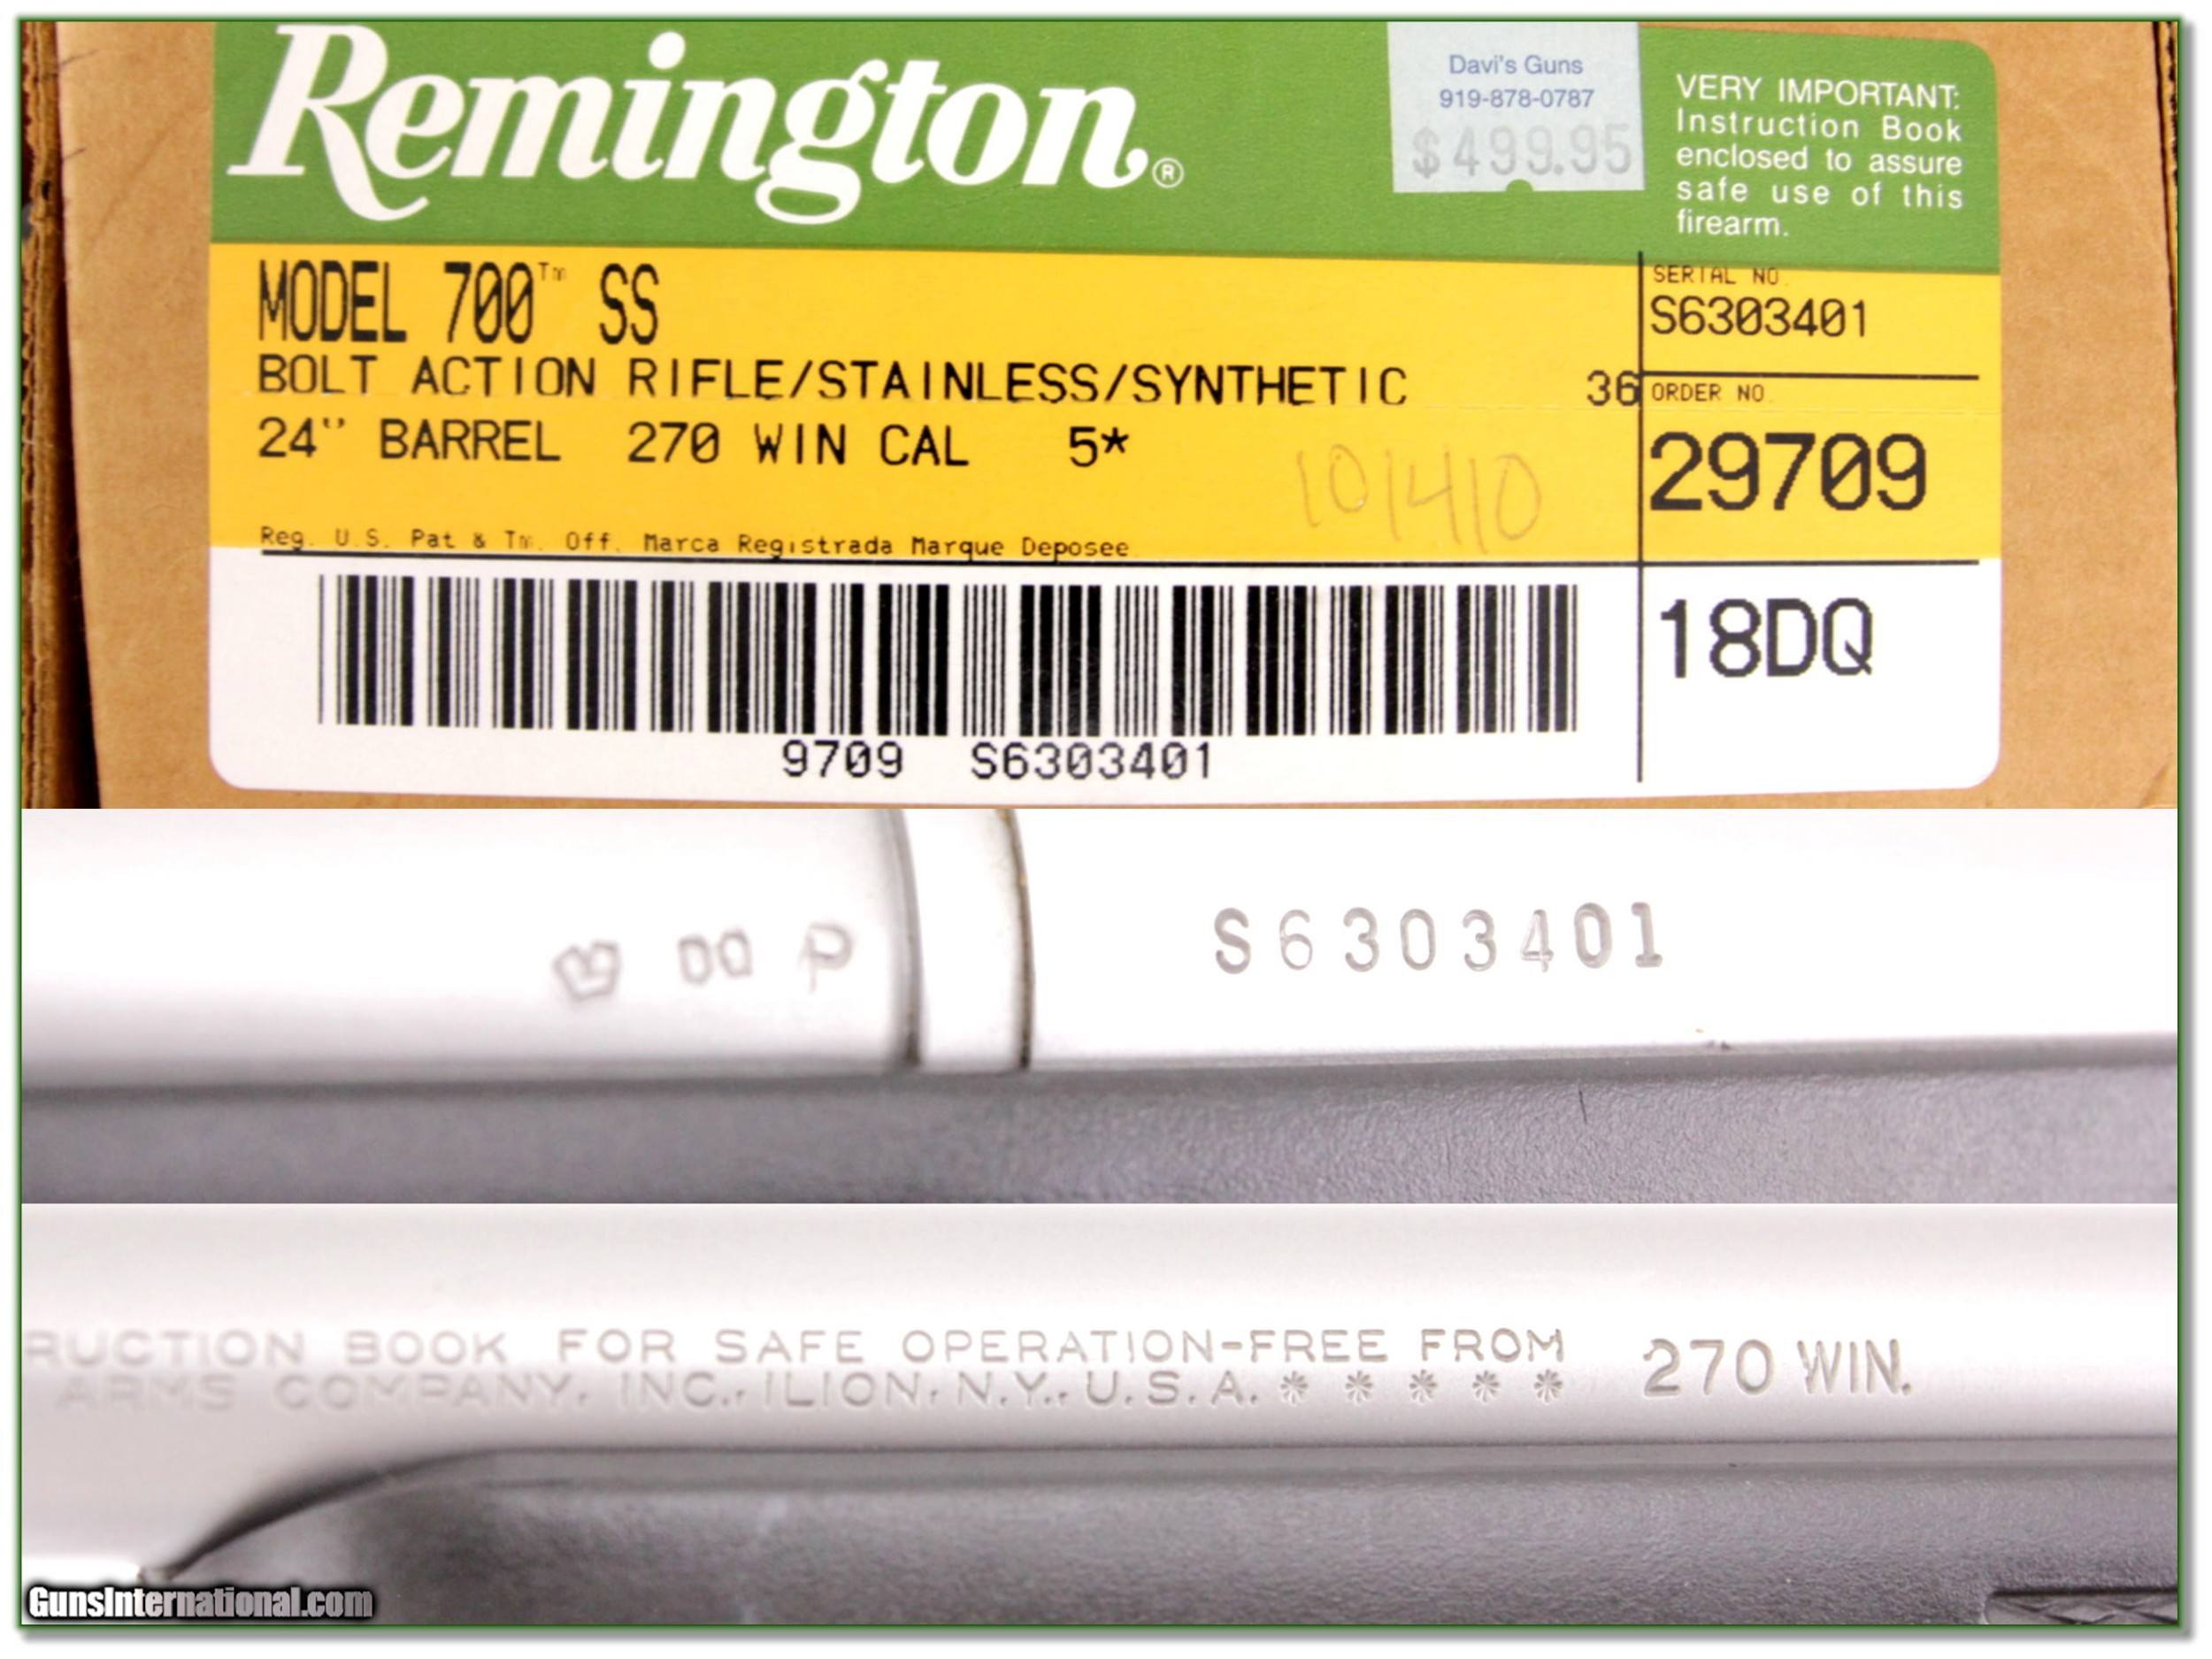 Remington®
Davi's Guns
919-878-0787
$499.95
VERY IMPORTANT:
Instruction Book
enclosed to assure
safe use of this
firearm.
MODEL 700™ SS
BOLT ACTION RIFLE/STAINLESS/SYNTHETIC 36
24" BARREL 270 WIN CAL 5*
Reg. U.S. Pat & Tm. Off. Marca Registrada Marque Deposee
SERIAL NO.
S6303401
ORDER NO.
29709
18DQ
9709 S6303401
S6303401
RUCTION BOOK FOR SAFE OPERATION-FREE FROM
ARMS COMPANY, INC., ILION, N.Y., U.S.A. * * * * *
270 WIN.
GunsInternational.com